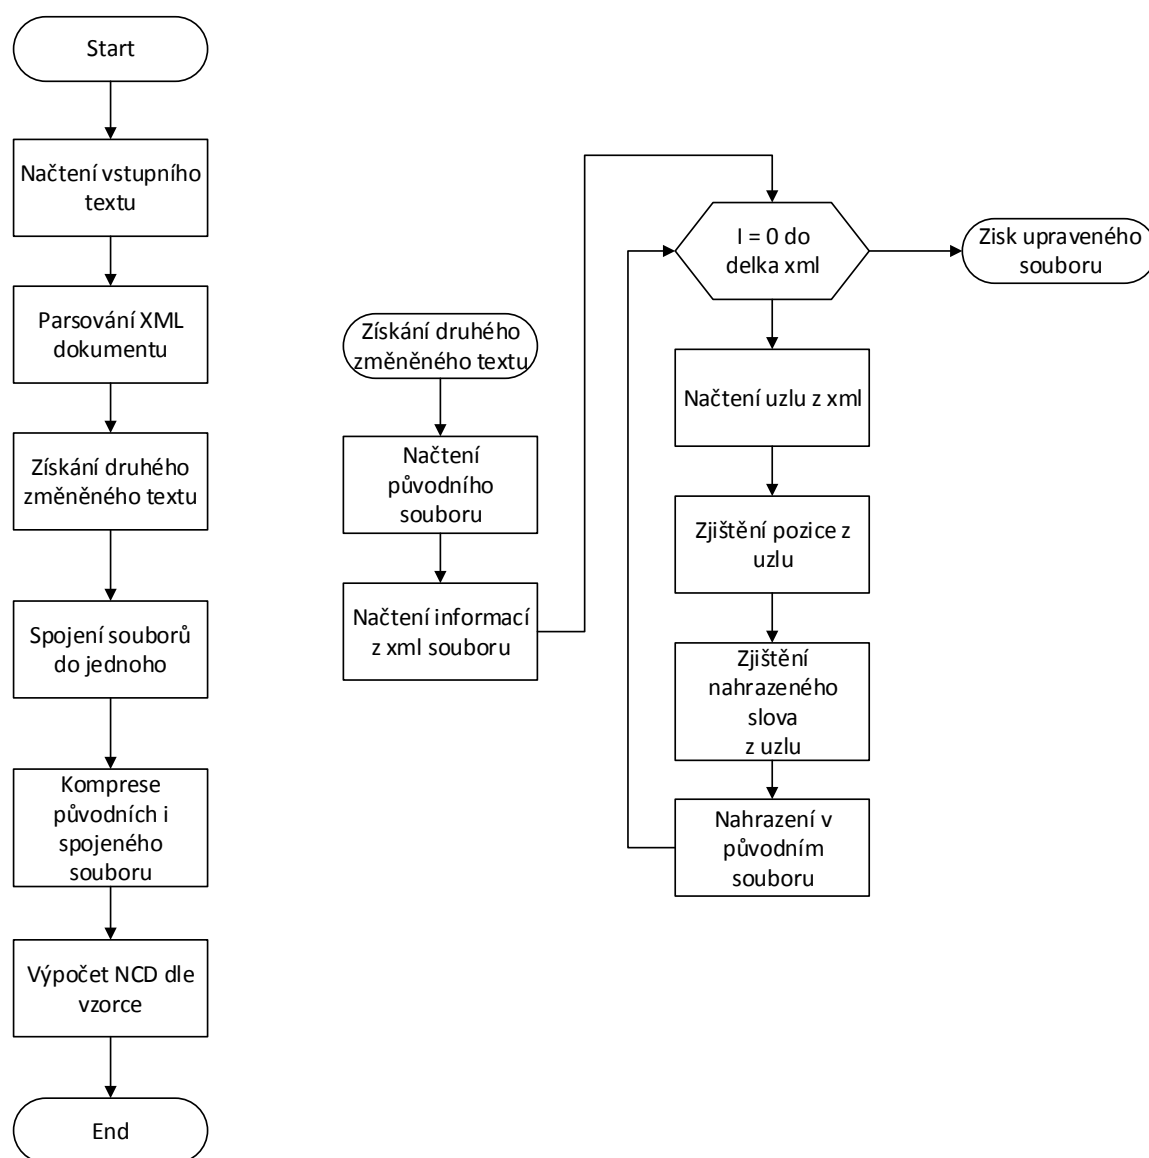 Start
Načtení vstupního
textu
Parsování XML
dokumentu
Získání druhého
změněného textu
Spojení souborů
do jednoho
Komprese
původních i
spojeného
souboru
Výpočet NCD dle
vzorce
End
Získání druhého
změněného textu
Načtení
původního
souboru
Načtení informací
z xml souboru
I = 0 do
delka xml
Zisk upraveného
souboru
Načtení uzlu z xml
Zjištění pozice z
uzlu
Zjištění
nahrazeného
slova
z uzlu
Nahrazení v
původním
souboru